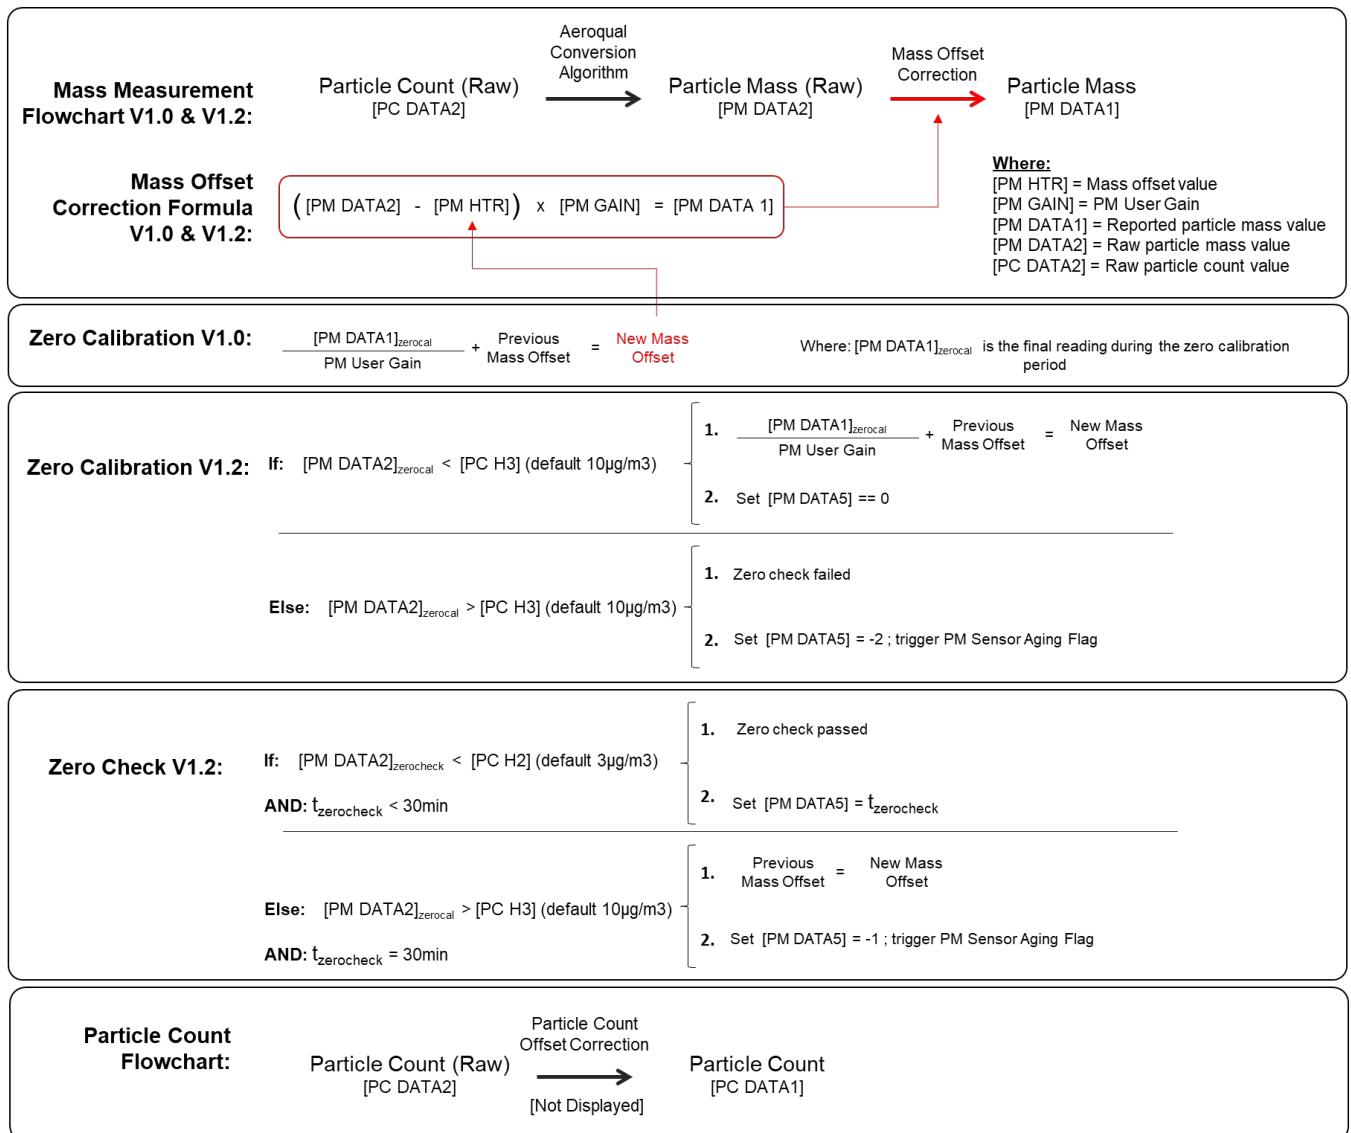 Mass Measurement
Flowchart V1.0 & V1.2:
Particle Count (Raw)
[PC DATA2]
Aeroqual
Conversion
Algorithm
Particle Mass (Raw)
[PM DATA2]
Mass Offset
Correction
Particle Mass
[PM DATA1]
Mass Offset
Correction Formula
V1.0 & V1.2:
([PM DATA2] - [PM HTR]) x [PM GAIN] = [PM DATA 1]
Where:
[PM HTR] = Mass offset value
[PM GAIN] = PM User Gain
[PM DATA1] = Reported particle mass value
[PM DATA2] = Raw particle mass value
[PC DATA2] = Raw particle count value
Zero Calibration V1.0:
[PM DATA1]zerocal
PM User Gain
+
Previous
Mass Offset
=
New Mass
Offset
Where: [PM DATA1]zerocal is the final reading during the zero calibration
period
Zero Calibration V1.2:
If: [PM DATA2]zerocal < [PC H3] (default 10µg/m3)
1.
[PM DATA1]zerocal
PM User Gain
+
Previous
Mass Offset
=
New Mass
Offset
2. Set [PM DATA5] == 0
Else: [PM DATA2]zerocal > [PC H3] (default 10µg/m3)
1. Zero check failed
2. Set [PM DATA5] = -2 ; trigger PM Sensor Aging Flag
Zero Check V1.2:
If: [PM DATA2]zerocheck < [PC H2] (default 3µg/m3)
AND: tzerocheck < 30min
1. Zero check passed
2. Set [PM DATA5] = tzerocheck
Else: [PM DATA2]zerocal > [PC H3] (default 10µg/m3)
AND: tzerocheck = 30min
1.
Previous
Mass Offset
=
New Mass
Offset
2. Set [PM DATA5] = -1 ; trigger PM Sensor Aging Flag
Particle Count
Flowchart:
Particle Count (Raw)
[PC DATA2]
Particle Count
Offset Correction
[Not Displayed]
Particle Count
[PC DATA1]